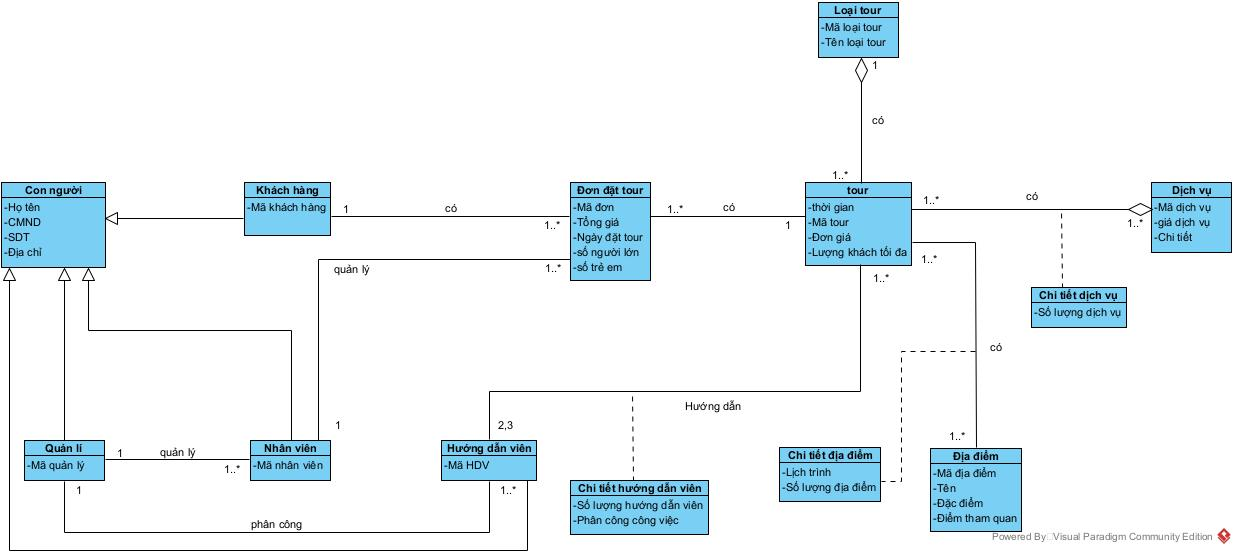 Loại tour
-Mã loại tour
-Tên loại tour
1
có
1..*
Con người
-Họ tên
-CMND
-SDT
-Địa chỉ
Khách hàng
-Mã khách hàng
1
có
1..*
Đơn đặt tour
-Mã đơn
-Tổng giá
-Ngày đặt tour
-số người lớn
-số trẻ em
1..*
có
1
tour
-thời gian
-Mã tour
-Đơn giá
-Lượng khách tối đa
1..*
có
1..*
Dịch vụ
-Mã dịch vụ
-giá dịch vụ
-Chi tiết
quản lý
1..*
1..*
1..*
Chi tiết dịch vụ
-Số lượng dịch vụ
có
Hướng dẫn
1
2,3
1..*
Quản lí
-Mã quản lý
1
quản lý
1..*
Nhân viên
-Mã nhân viên
Hướng dẫn viên
-Mã HDV
1
1..*
phân công
Chi tiết hướng dẫn viên
-Số lượng hướng dẫn viên
-Phân công công việc
Chi tiết địa điểm
-Lịch trình
-Số lượng địa điểm
Địa điểm
-Mã địa điểm
-Tên
-Đặc điểm
-Điểm tham quan
Powered By Visual Paradigm Community Edition